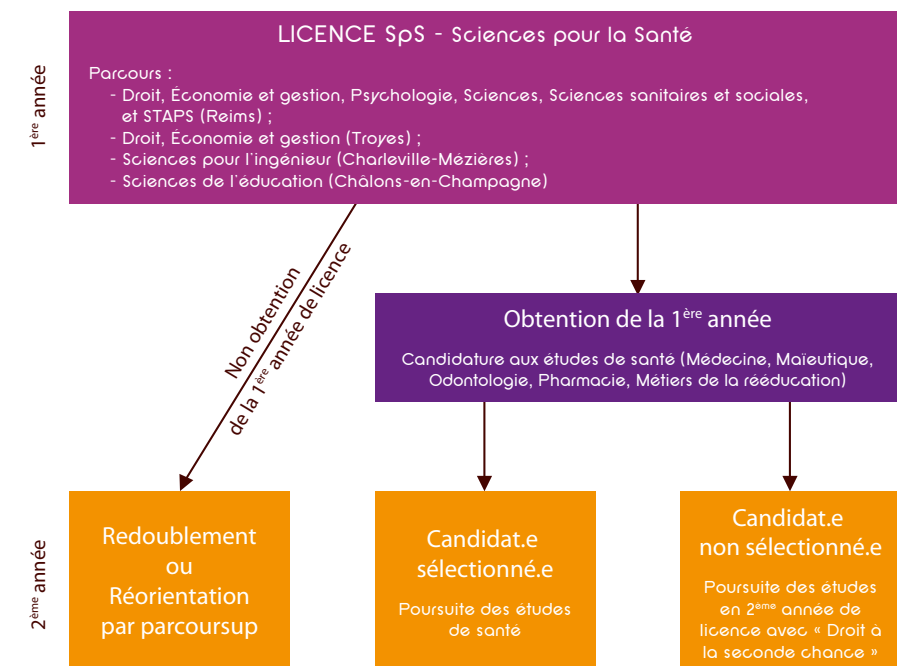 LICENCE SpS - Sciences pour la Santé
1ère année
Parcours :
- Droit, Économie et gestion, Psychologie, Sciences, Sciences sanitaires et sociales,
et STAPS (Reims) ;
- Droit, Économie et gestion (Troyes) ;
- Sciences pour l'ingénieur (Charleville-Mézières) ;
- Sciences de l'éducation (Châlons-en-Champagne)
Non obtention
de la 1ère année de licence
Obtention de la 1ère année
Candidature aux études de santé (Médecine, Maïeutique,
Odontologie, Pharmacie, Métiers de la rééducation)
2ème année
Redoublement
ou
Réorientation
par parcoursup
Candidat.e
sélectionné.e
Poursuite des études
de santé
Candidat.e
non sélectionné.e
Poursuite des études
en 2ème année de
licence avec « Droit à
la seconde chance »